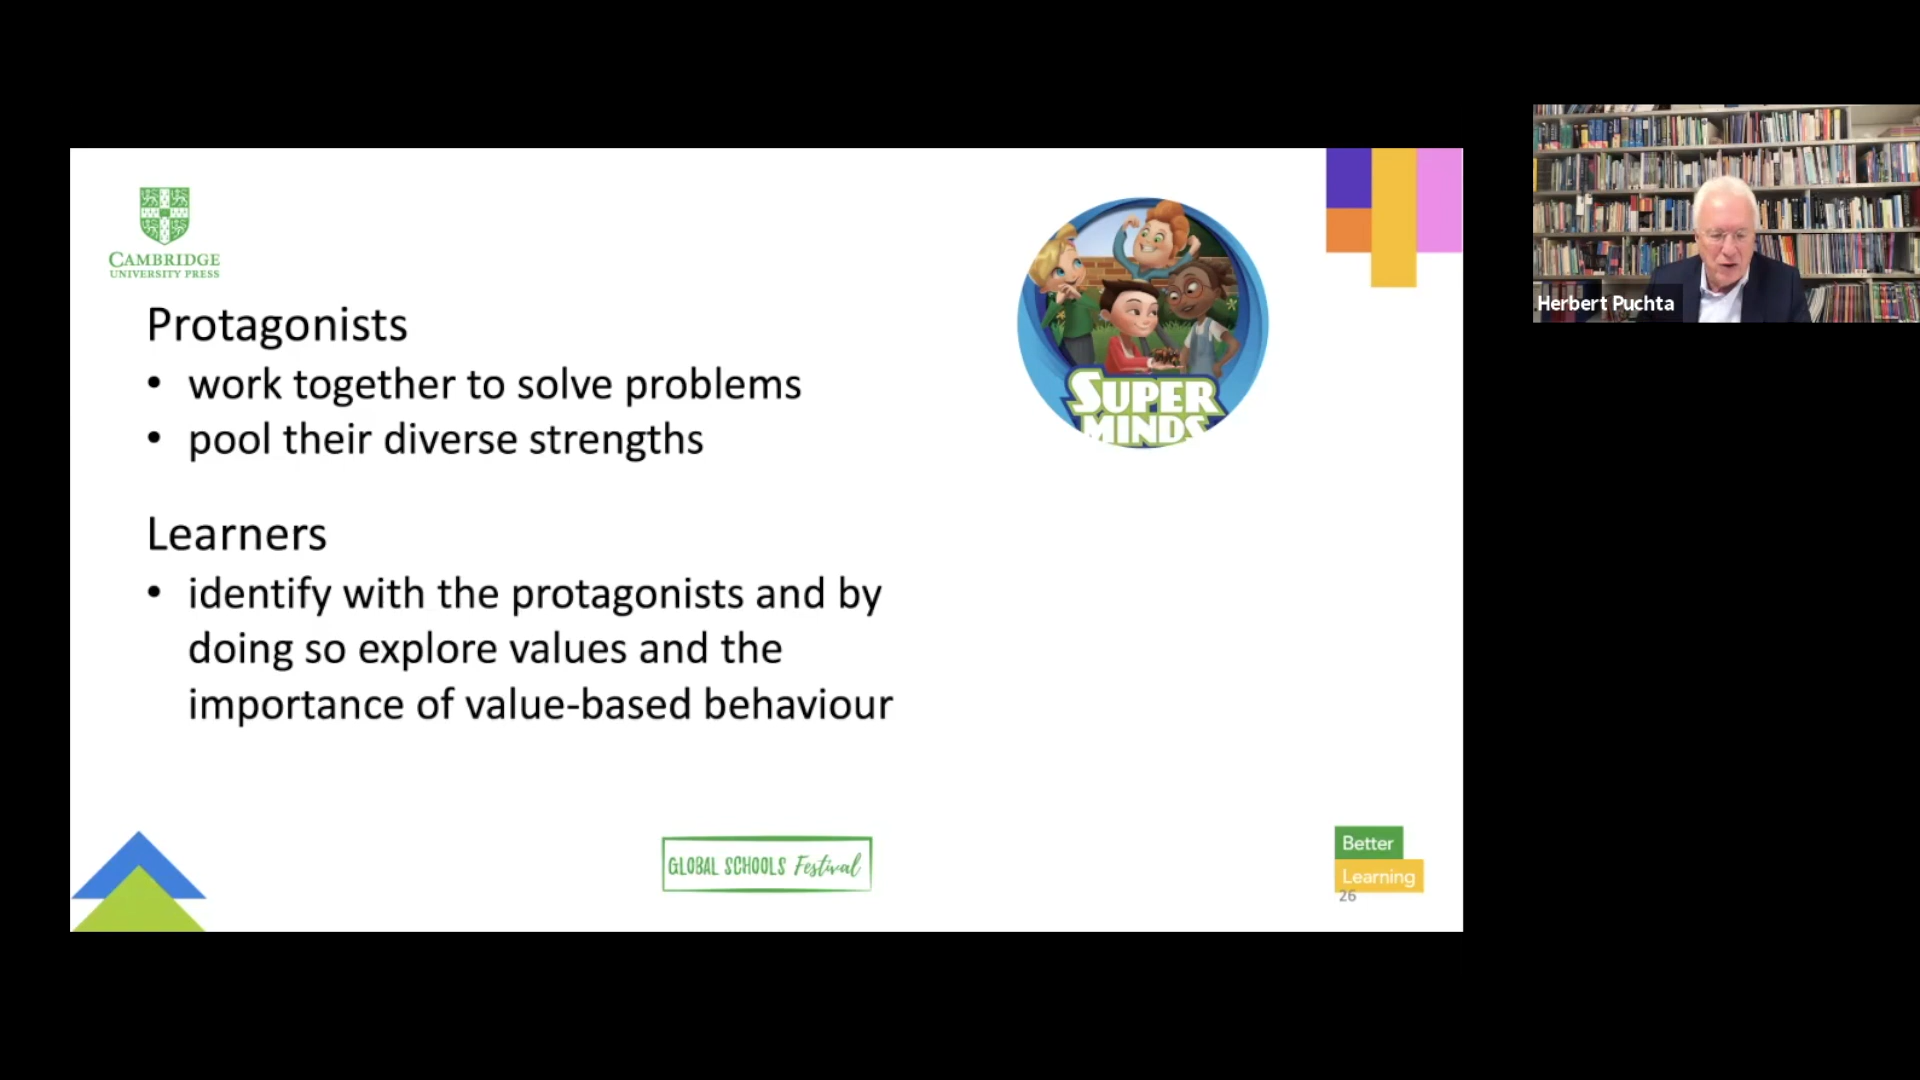 CAMBRIDGE
UNIVERSITY PRESS
Protagonists
• work together to solve problems
• pool their diverse strengths
Learners
• identify with the protagonists and by
doing so explore values and the
importance of value-based behaviour
SUPER
MINDS
GLOBAL SCHOOLS Festival
Better
Learning
26
Herbert Puchta